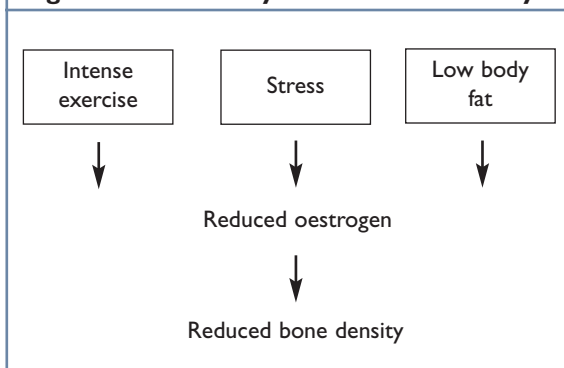 Intense
exercise
Stress
Low body
fat
Reduced oestrogen
Reduced bone density